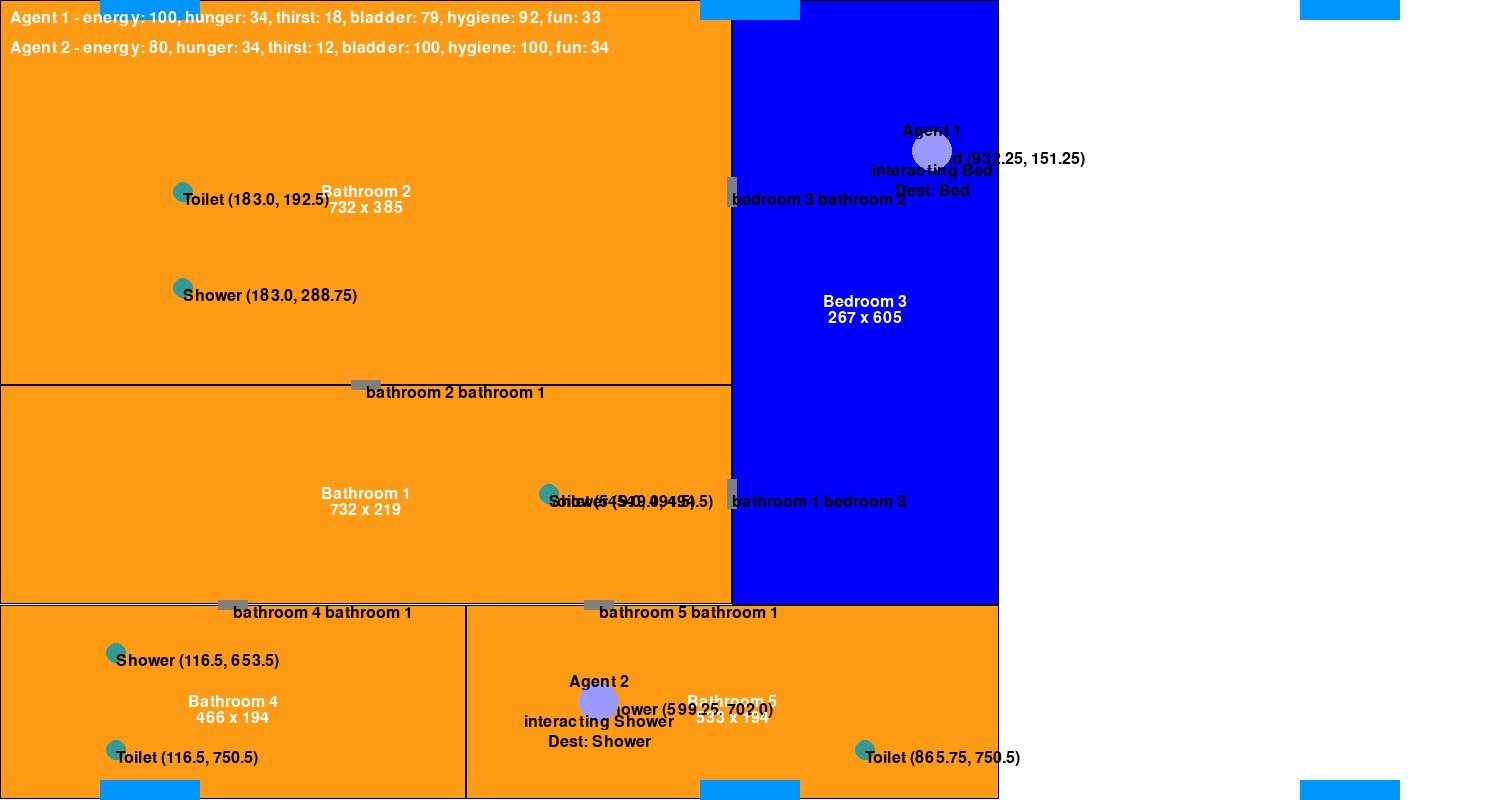 Agent 1 - energy: 100, hunger: 34, thirst: 18, bladder: 79, hygiene: 92, fun: 33
Agent 2 - energy: 80, hunger: 34, thirst: 12, bladder: 100, hygiene: 100, fun: 34
Agent 1
(932.25, 151.25)
interacting Bed
Dest: Bed
Bathroom 2
732 x 385
Toilet (183.0, 192.5)
bedroom 3 bathroom 2
Shower (183.0, 288.75)
Bedroom 3
267 x 605
bathroom 2 bathroom 1
Bathroom 1
732 x 219
bathroom 1 bedroom 3
bathroom 4 bathroom 1
bathroom 5 bathroom 1
Shower (116.5, 653.5)
Bathroom 4
466 x 194
Agent 2
(599.25, 702.0)
Bathroom 5
533 x 194
interacting Shower
Dest: Shower
Toilet (116.5, 750.5)
Toilet (865.75, 750.5)